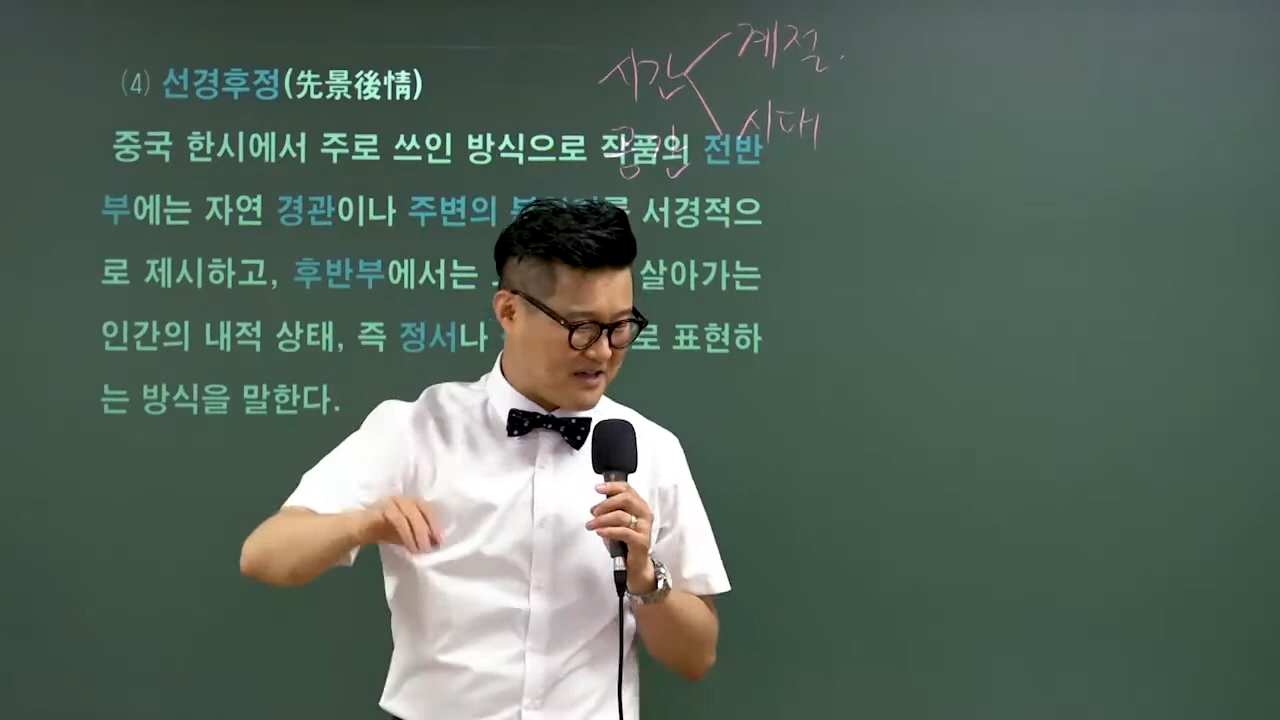 (4) 선경후정(先景後情)
중국 한시에서 주로 쓰인 방식으로 작품의 전반
부에는 자연 경관이나 주변의 서경적으
로 제시하고, 후반부에서는 살아가는
인간의 내적 상태, 즉 정서나 로 표현하
는 방식을 말한다.
시간
계절.
시대
공간